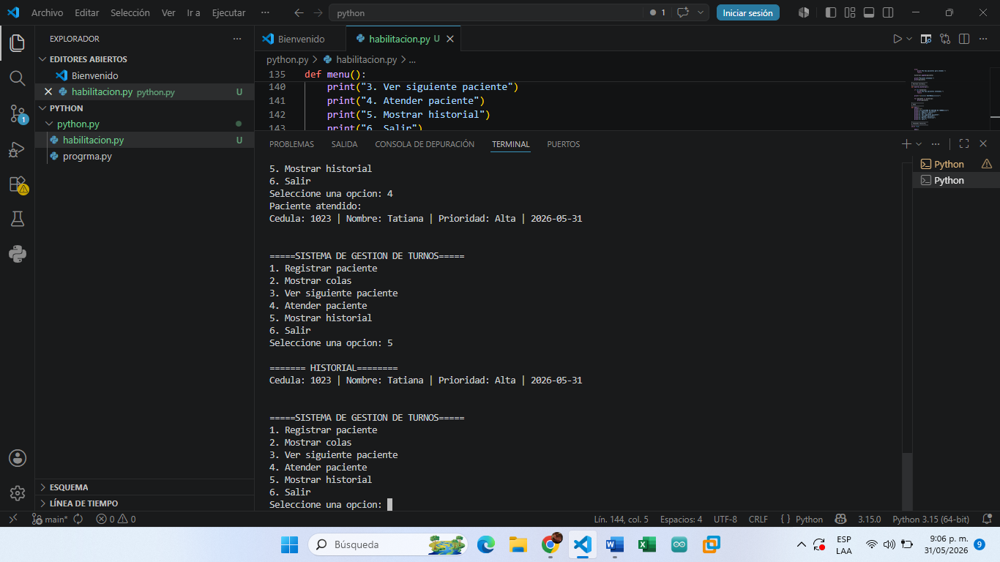 Archivo Editar Selección Ver Ir a Ejecutar ··· python 1 Iniciar sesión
EXPLORADOR ···
EDITORES ABIERTOS
Bienvenido
habilitacion.py python.py U
PYTHON
python.py
habilitacion.py U
progrma.py
ESQUEMA
LÍNEA DE TIEMPO
1
Bienvenido habilitacion.py U
python.py > habilitacion.py > ...
135 def menu():
140 print("3. Ver siguiente paciente")
141 print("4. Atender paciente")
142 print("5. Mostrar historial")
143 print("6. Salir")
PROBLEMAS SALIDA CONSOLA DE DEPURACIÓN TERMINAL PUERTOS
Python
Python
5. Mostrar historial
6. Salir
Seleccione una opcion: 4
Paciente atendido:
Cedula: 1023 | Nombre: Tatiana | Prioridad: Alta | 2026-05-31
=====SISTEMA DE GESTION DE TURNOS=====
1. Registrar paciente
2. Mostrar colas
3. Ver siguiente paciente
4. Atender paciente
5. Mostrar historial
6. Salir
Seleccione una opcion: 5
======= HISTORIAL========
Cedula: 1023 | Nombre: Tatiana | Prioridad: Alta | 2026-05-31
=====SISTEMA DE GESTION DE TURNOS=====
1. Registrar paciente
2. Mostrar colas
3. Ver siguiente paciente
4. Atender paciente
5. Mostrar historial
6. Salir
Seleccione una opcion:
main* 0 0 Lín. 144, col. 5 Espacios: 4 UTF-8 CRLF { } Python 3.15.0 Python 3.15 (64-bit)
Búsqueda
ESP
LAA
9:06 p. m.
31/05/2026
9